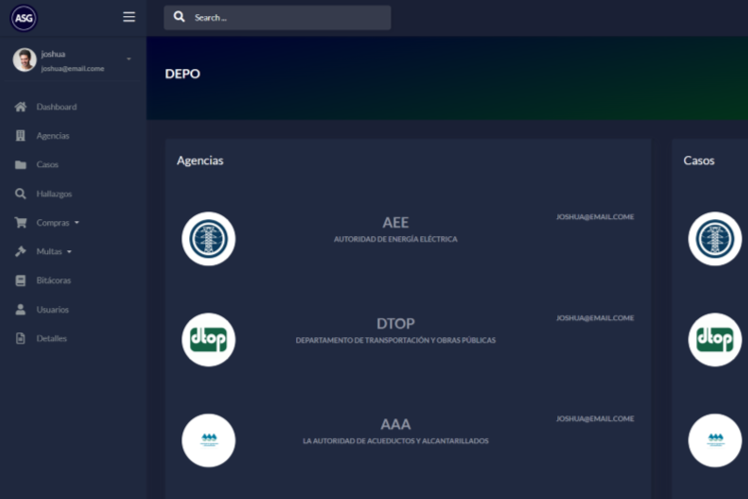 ASG
Search...
joshua
joshua@email.come
DEPO
Dashboard
Agencias
Casos
Hallazgos
Compras
Multas
Bitácoras
Usuarios
Detalles
Agencias
AEE
AUTORIDAD DE ENERGÍA ELÉCTRICA
JOSHUA@EMAIL.COME
dtop
DTOP
DEPARTAMENTO DE TRANSPORTACIÓN Y OBRAS PÚBLICAS
JOSHUA@EMAIL.COME
AAA
LA AUTORIDAD DE ACUEDUCTOS Y ALCANTARILLADOS
JOSHUA@EMAIL.COME
Casos
dtop